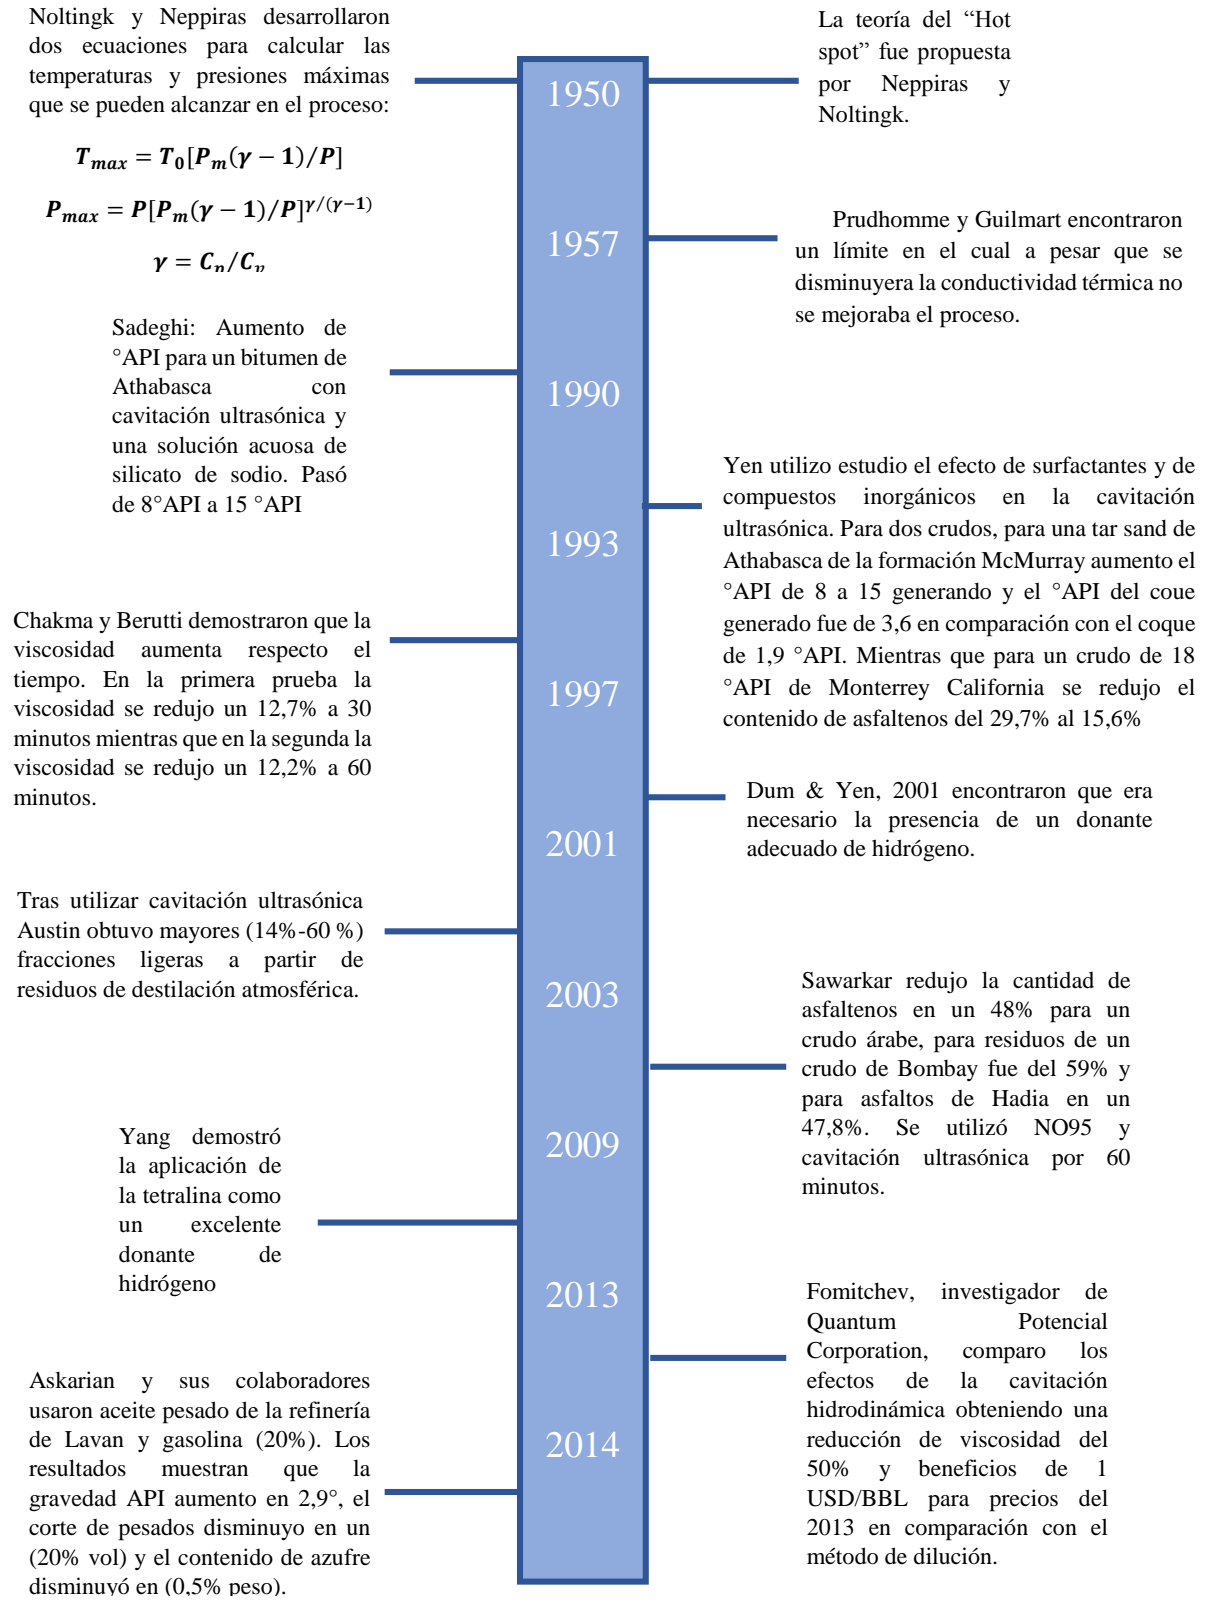 Noltingk y Neppiras desarrollaron
dos ecuaciones para calcular las
temperaturas y presiones máximas
que se pueden alcanzar en el proceso:
T_max = T_0[P_m(γ − 1)/P]
P_max = P[P_m(γ − 1)/P]^γ/(γ−1)
γ = C_p/C_v
1950
La teoría del “Hot
spot” fue propuesta
por Neppiras y
Noltingk.
1957
Prudhomme y Guilmart encontraron
un límite en el cual a pesar que se
disminuyera la conductividad térmica no
se mejoraba el proceso.
Sadeghi: Aumento de
°API para un bitumen de
Athabasca con
cavitación ultrasónica y
una solución acuosa de
silicato de sodio. Pasó
de 8°API a 15 °API
1990
Yen utilizo estudio el efecto de surfactantes y de
compuestos inorgánicos en la cavitación
ultrasónica. Para dos crudos, para una tar sand de
Athabasca de la formación McMurray aumento el
°API de 8 a 15 generando y el °API del coue
generado fue de 3,6 en comparación con el coque
de 1,9 °API. Mientras que para un crudo de 18
°API de Monterrey California se redujo el
contenido de asfaltenos del 29,7% al 15,6%
1993
Chakma y Berutti demostraron que la
viscosidad aumenta respecto el
tiempo. En la primera prueba la
viscosidad se redujo un 12,7% a 30
minutos mientras que en la segunda la
viscosidad se redujo un 12,2% a 60
minutos.
1997
Dum & Yen, 2001 encontraron que era
necesario la presencia de un donante
adecuado de hidrógeno.
2001
Tras utilizar cavitación ultrasónica
Austin obtuvo mayores (14%-60 %)
fracciones ligeras a partir de
residuos de destilación atmosférica.
2003
Sawarkar redujo la cantidad de
asfaltenos en un 48% para un
crudo árabe, para residuos de un
crudo de Bombay fue del 59% y
para asfaltos de Hadia en un
47,8%. Se utilizó NO95 y
cavitación ultrasónica por 60
minutos.
2009
Yang demostró
la aplicación de
la tetralina como
un excelente
donante de
hidrógeno
2013
Fomitchev, investigador de
Quantum Potencial
Corporation, comparo los
efectos de la cavitación
hidrodinámica obteniendo una
reducción de viscosidad del
50% y beneficios de 1
USD/BBL para precios del
2013 en comparación con el
método de dilución.
Askarian y sus colaboradores
usaron aceite pesado de la refinería
de Lavan y gasolina (20%). Los
resultados muestran que la
gravedad API aumento en 2,9°, el
corte de pesados disminuyo en un
(20% vol) y el contenido de azufre
disminuyó en (0,5% peso).
2014